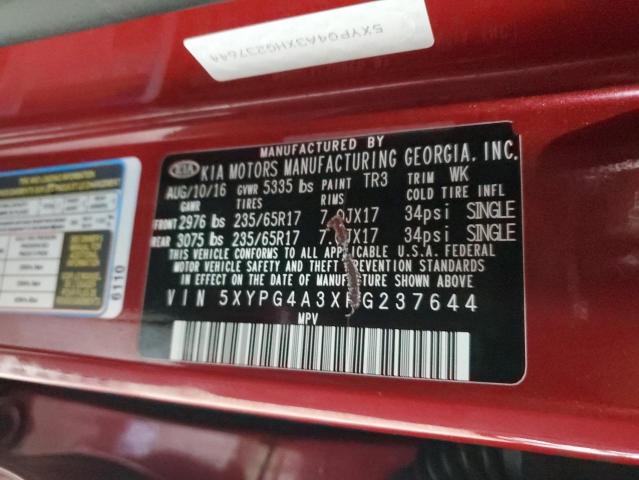 5XYPG4A3XHG237644
MANUFACTURED BY
KIA KIA MOTORS MANUFACTURING GEORGIA, INC.
AUG/10/16 GVWR 5335 lbs PAINT TR3 TRIM WK
GAWR TIRES RIMS COLD TIRE INFL
FRONT 2976 lbs 235/65R17 7.0JX17 34psi SINGLE
REAR 3075 lbs 235/65R17 7.0JX17 34psi SINGLE
THIS VEHICLE CONFORMS TO ALL APPLICABLE U.S.A. FEDERAL
MOTOR VEHICLE SAFETY AND THEFT PREVENTION STANDARDS
IN EFFECT ON THE DATE OF MANUFACTURE SHOWN ABOVE
VIN 5XYPG4A3XHG237644
MPV
6110